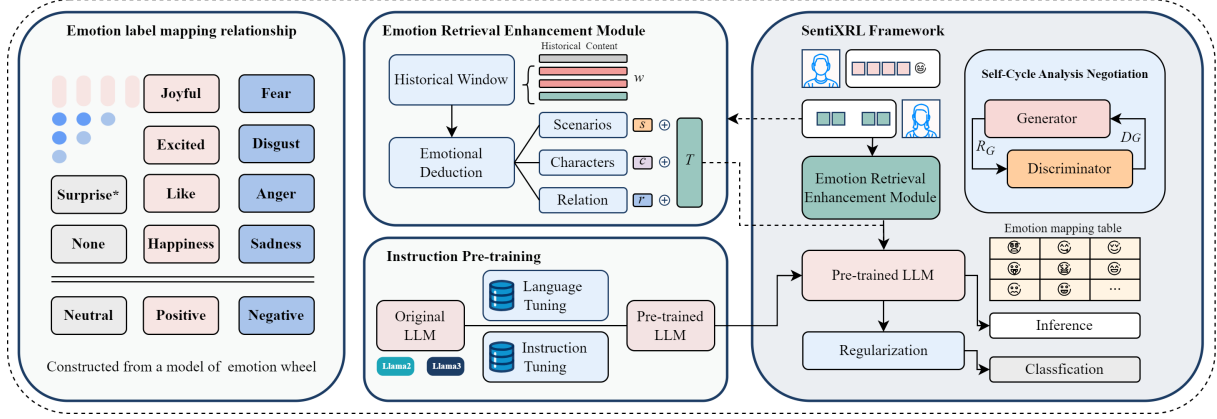 Emotion label mapping relationship
Joyful
Fear
Excited
Disgust
Surprise*
Like
Anger
None
Happiness
Sadness
Neutral
Positive
Negative
Constructed from a model of emotion wheel
Emotion Retrieval Enhancement Module
Historical Content
Historical Window
w
Emotional
Deduction
Scenarios
s
Characters
c
Relation
r
T
Instruction Pre-training
Language
Tuning
Original
LLM
Pre-trained
LLM
Instruction
Tuning
Llama2
Llama3
SentiXRL Framework
Self-Cycle Analysis Negotiation
Generator
R_G
D_G
Discriminator
Emotion Retrieval
Enhancement Module
Emotion mapping table
Pre-trained LLM
...
Inference
Regularization
Classfication